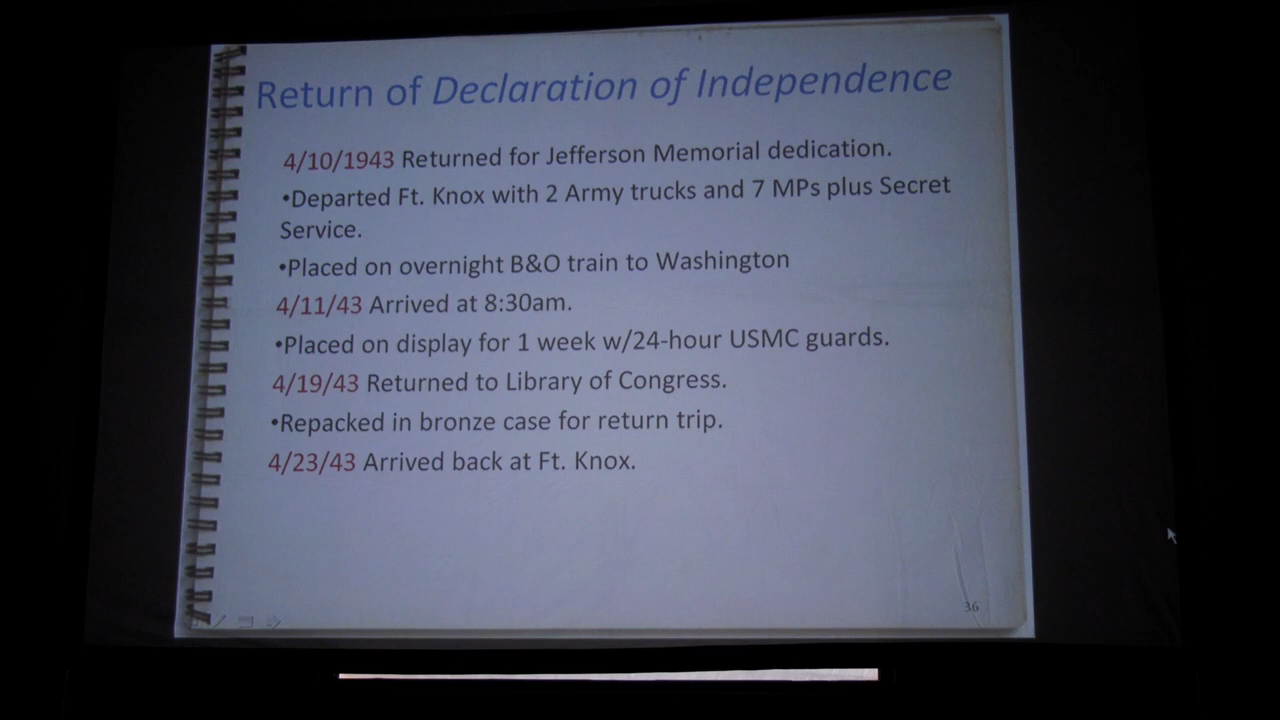 Return of Declaration of Independence
4/10/1943 Returned for Jefferson Memorial dedication.
•Departed Ft. Knox with 2 Army trucks and 7 MPs plus Secret
Service.
•Placed on overnight B&O train to Washington
4/11/43 Arrived at 8:30am.
•Placed on display for 1 week w/24-hour USMC guards.
4/19/43 Returned to Library of Congress.
•Repacked in bronze case for return trip.
4/23/43 Arrived back at Ft. Knox.
36